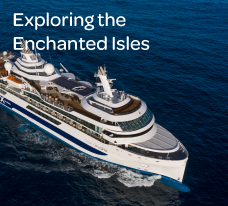 Exploring the
Enchanted Isles